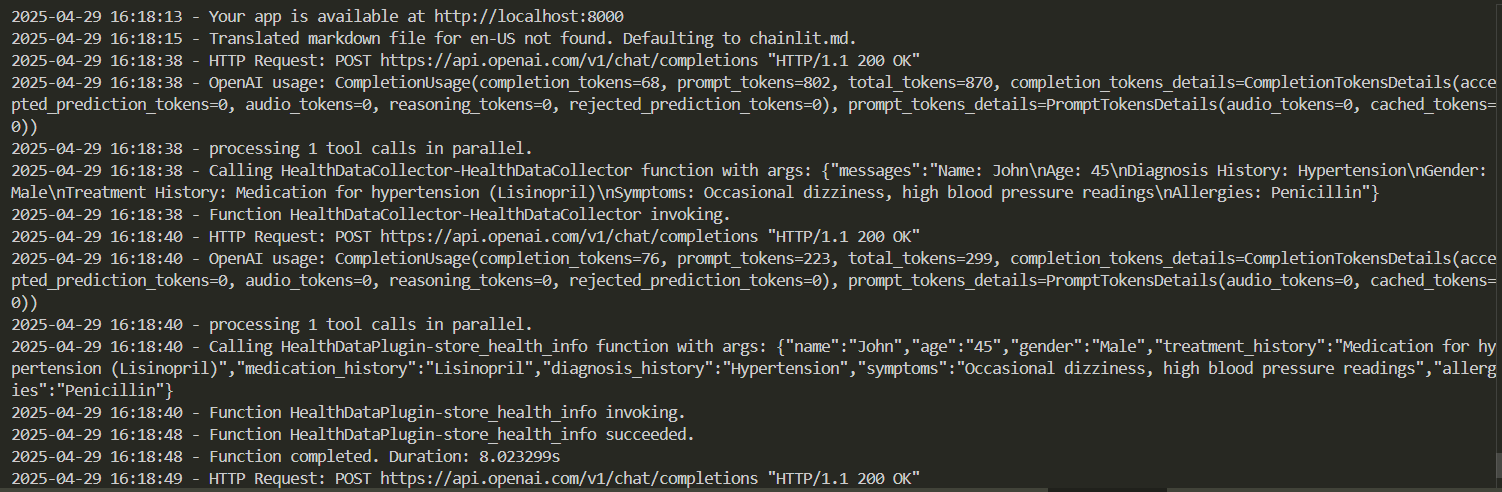 2025-04-29 16:18:13 - Your app is available at http://localhost:8000
2025-04-29 16:18:15 - Translated markdown file for en-US not found. Defaulting to chainlit.md.
2025-04-29 16:18:38 - HTTP Request: POST https://api.openai.com/v1/chat/completions "HTTP/1.1 200 OK"
2025-04-29 16:18:38 - OpenAI usage: CompletionUsage(completion_tokens=68, prompt_tokens=802, total_tokens=870, completion_tokens_details=CompletionTokensDetails(acce
pted_prediction_tokens=0, audio_tokens=0, reasoning_tokens=0, rejected_prediction_tokens=0), prompt_tokens_details=PromptTokensDetails(audio_tokens=0, cached_tokens=
0))
2025-04-29 16:18:38 - processing 1 tool calls in parallel.
2025-04-29 16:18:38 - Calling HealthDataCollector-HealthDataCollector function with args: {"messages":"Name: John\nAge: 45\nDiagnosis History: Hypertension\nGender:
Male\nTreatment History: Medication for hypertension (Lisinopril)\nSymptoms: Occasional dizziness, high blood pressure readings\nAllergies: Penicillin"}
2025-04-29 16:18:38 - Function HealthDataCollector-HealthDataCollector invoking.
2025-04-29 16:18:40 - HTTP Request: POST https://api.openai.com/v1/chat/completions "HTTP/1.1 200 OK"
2025-04-29 16:18:40 - OpenAI usage: CompletionUsage(completion_tokens=76, prompt_tokens=223, total_tokens=299, completion_tokens_details=CompletionTokensDetails(acce
pted_prediction_tokens=0, audio_tokens=0, reasoning_tokens=0, rejected_prediction_tokens=0), prompt_tokens_details=PromptTokensDetails(audio_tokens=0, cached_tokens=
0))
2025-04-29 16:18:40 - processing 1 tool calls in parallel.
2025-04-29 16:18:40 - Calling HealthDataPlugin-store_health_info function with args: {"name":"John","age":"45","gender":"Male","treatment_history":"Medication for hy
pertension (Lisinopril)","medication_history":"Lisinopril","diagnosis_history":"Hypertension","symptoms":"Occasional dizziness, high blood pressure readings","allerg
ies":"Penicillin"}
2025-04-29 16:18:40 - Function HealthDataPlugin-store_health_info invoking.
2025-04-29 16:18:48 - Function HealthDataPlugin-store_health_info succeeded.
2025-04-29 16:18:48 - Function completed. Duration: 8.023299s
2025-04-29 16:18:49 - HTTP Request: POST https://api.openai.com/v1/chat/completions "HTTP/1.1 200 OK"